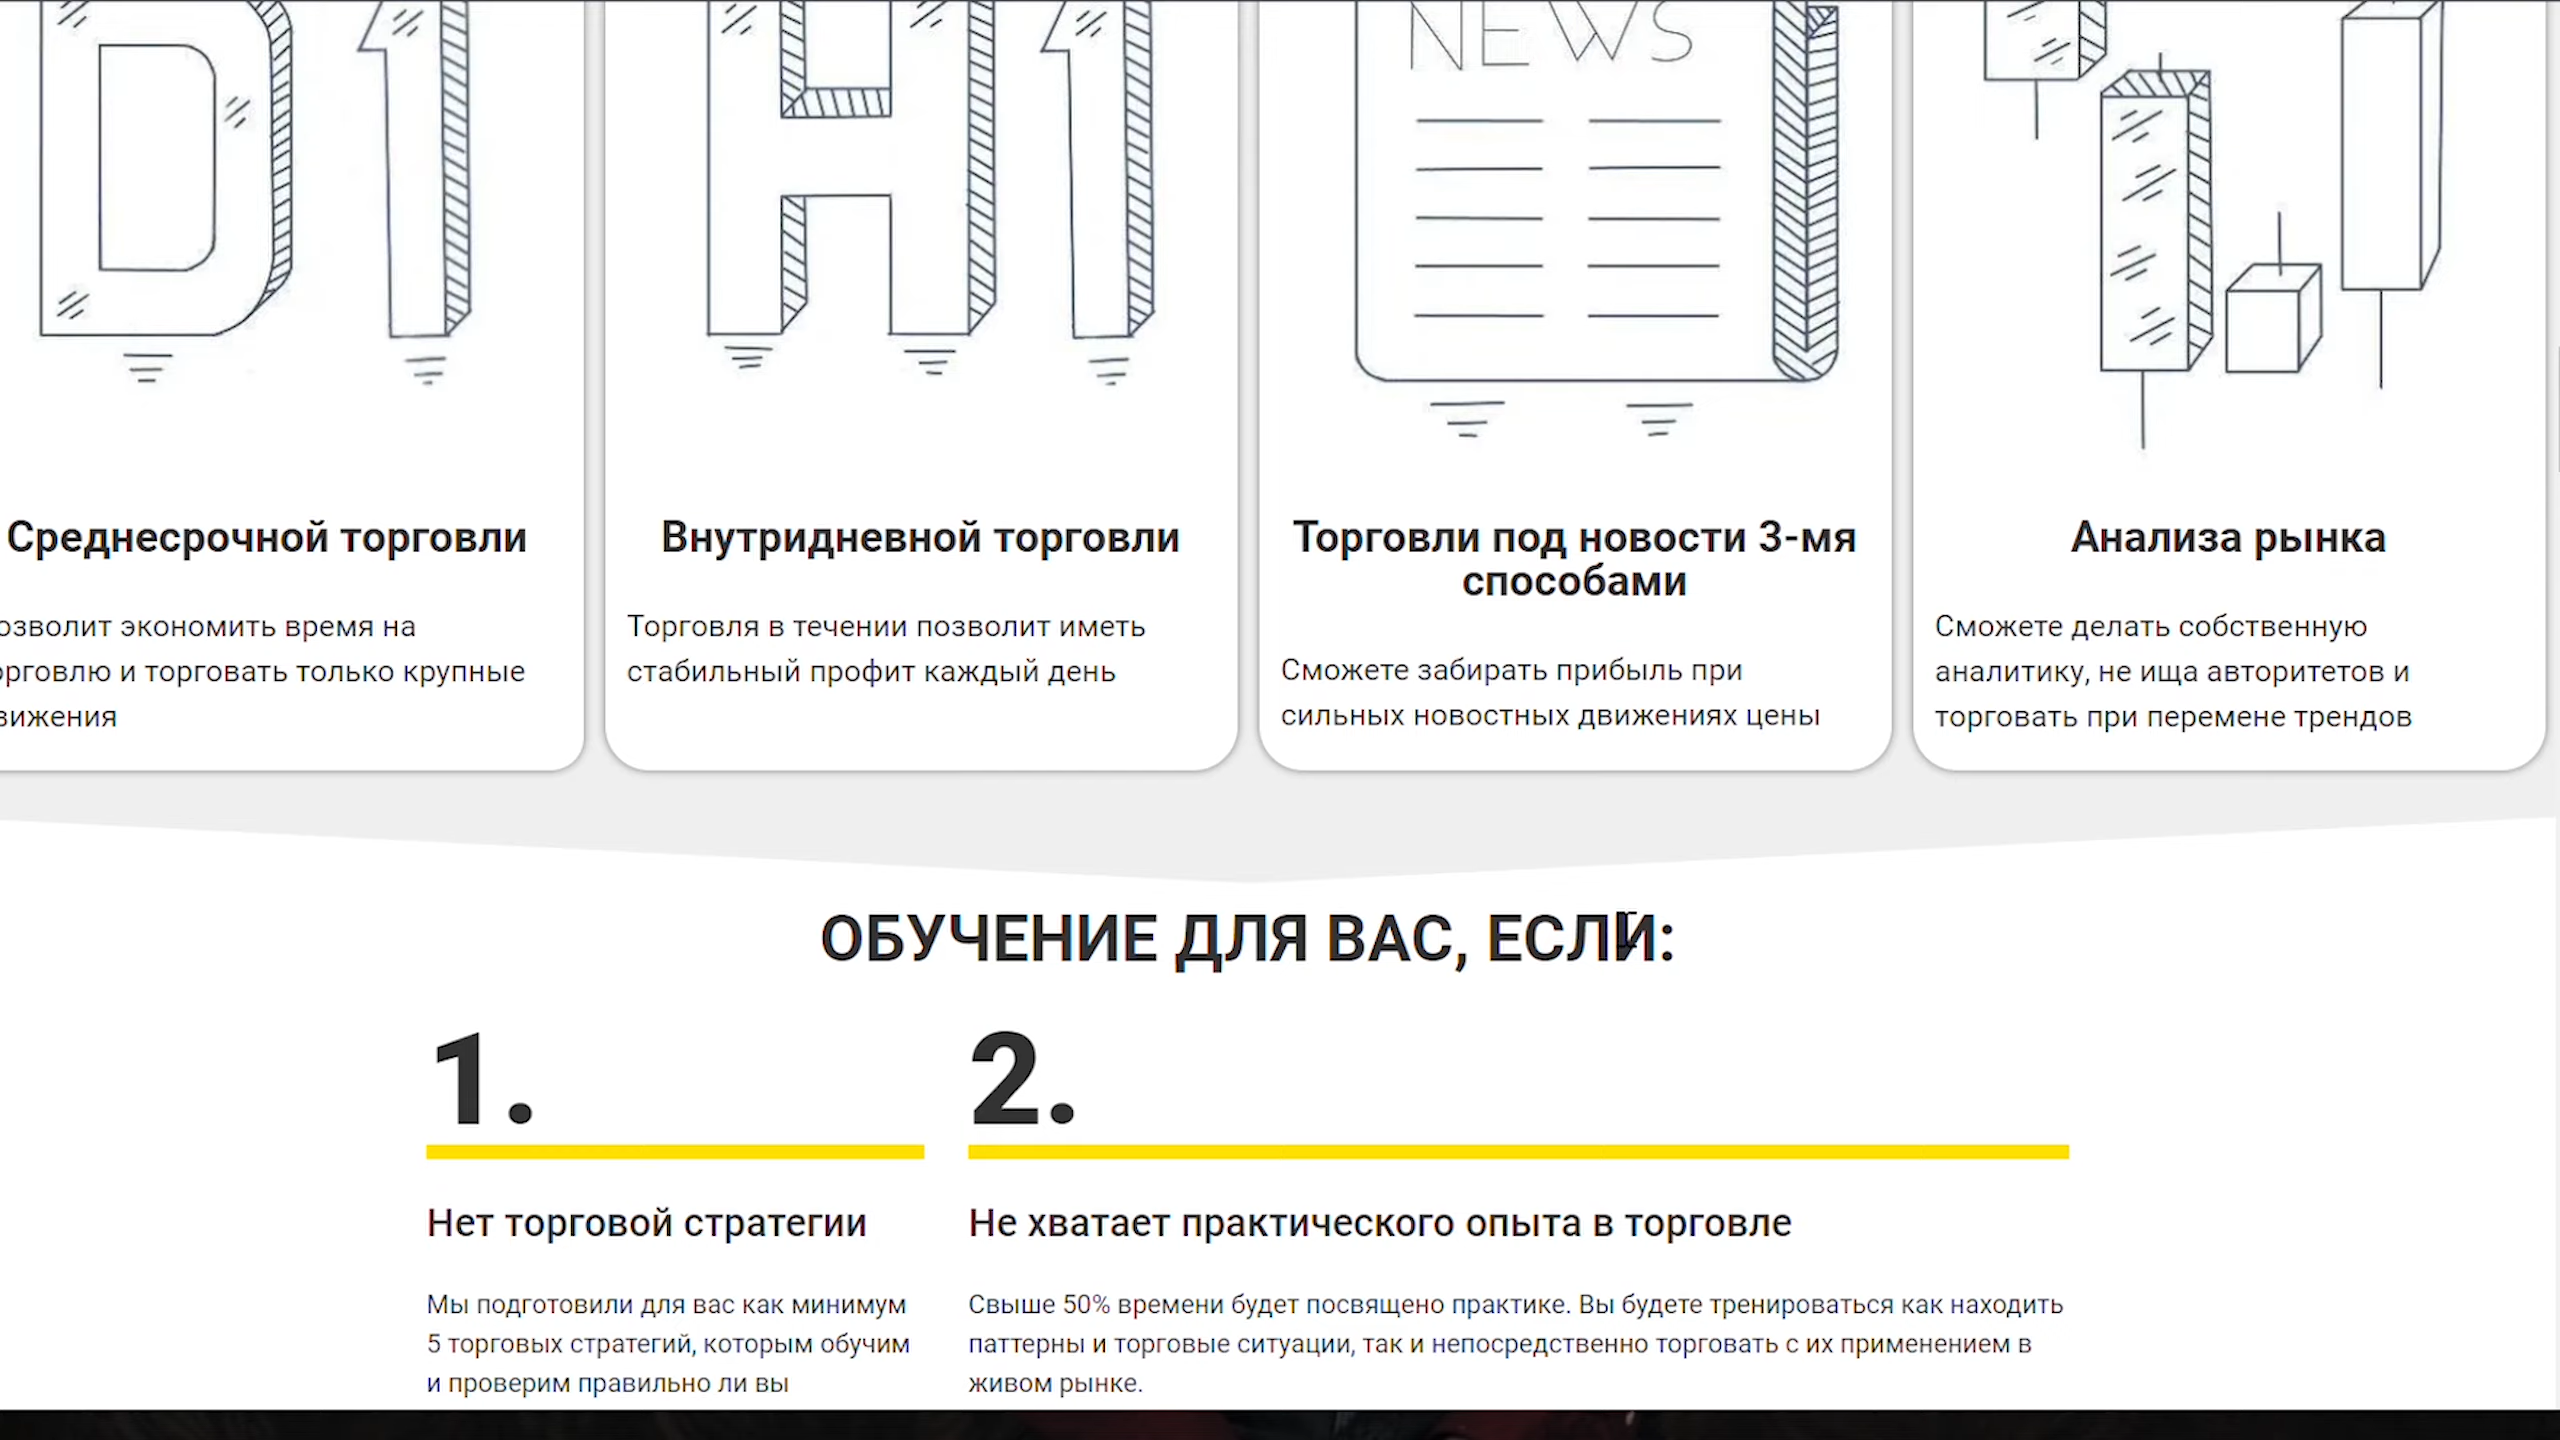 D1
H1
NEWS
Среднесрочной торговли
экономить время на
и торговать только крупные
Внутридневной торговли
Торговля в течении позволит иметь
стабильный профит каждый день
Торговли под новости 3-мя
способами
Сможете забирать прибыль при
сильных новостных движениях цены
Анализа рынка
Сможете делать собственную
аналитику, не ища авторитетов и
торговать при перемене трендов
ОБУЧЕНИЕ ДЛЯ ВАС, ЕСЛИ:
1.
Нет торговой стратегии
Мы подготовили для вас как минимум
5 торговых стратегий, которым обучим
и проверим правильно ли вы
2.
Не хватает практического опыта в торговле
Свыше 50% времени будет посвящено практике. Вы будете тренироваться как находить
паттерны и торговые ситуации, так и непосредственно торговать с их применением в
живом рынке.